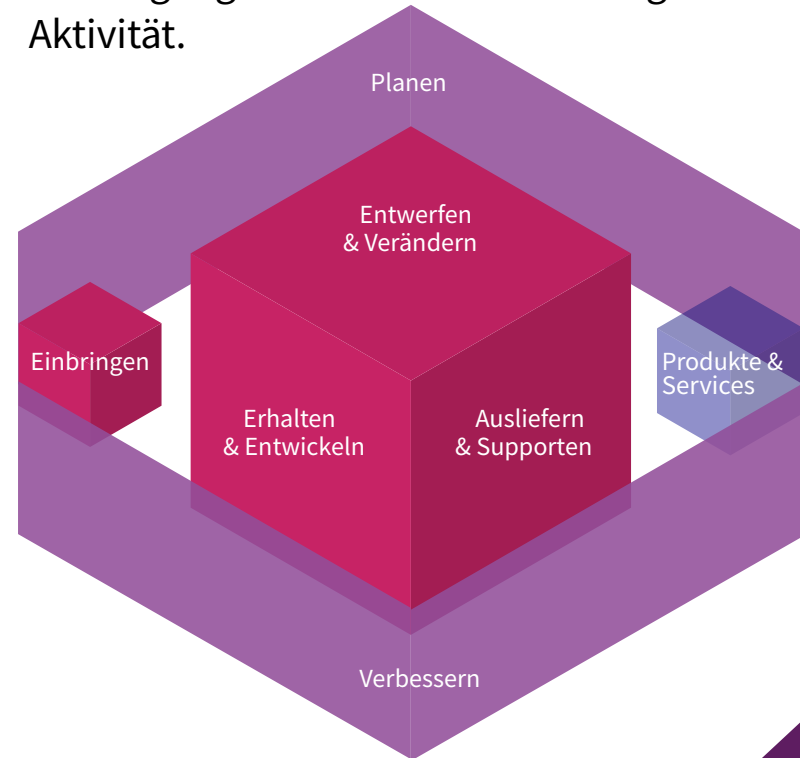 Aktivität.
Planen
Entwerfen
& Verändern
Einbringen
Produkte &
Services
Erhalten
& Entwickeln
Ausliefern
& Supporten
Verbessern